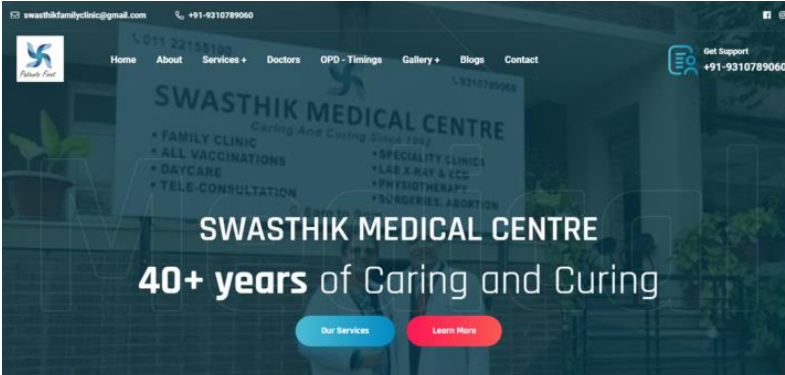 swasthikfamilyclinic@gmail.com
+91-9310789060
Patients First
Home About Services + Doctors OPD - Timings Gallery + Blogs Contact
Get Support
+91-9310789060
011 22155100
SWASTHIK MEDICAL CENTRE
Caring And Curing Since 1982
• FAMILY CLINIC
• ALL VACCINATIONS
• DAYCARE
• TELE-CONSULTATION
• SPECIALITY CLINICS
• LAB X-RAY & ECG
• PHYSIOTHERAPY
• SURGERIES, ABORTION
Medical
SWASTHIK MEDICAL CENTRE
40+ years of Caring and Curing
Our Services
Learn More